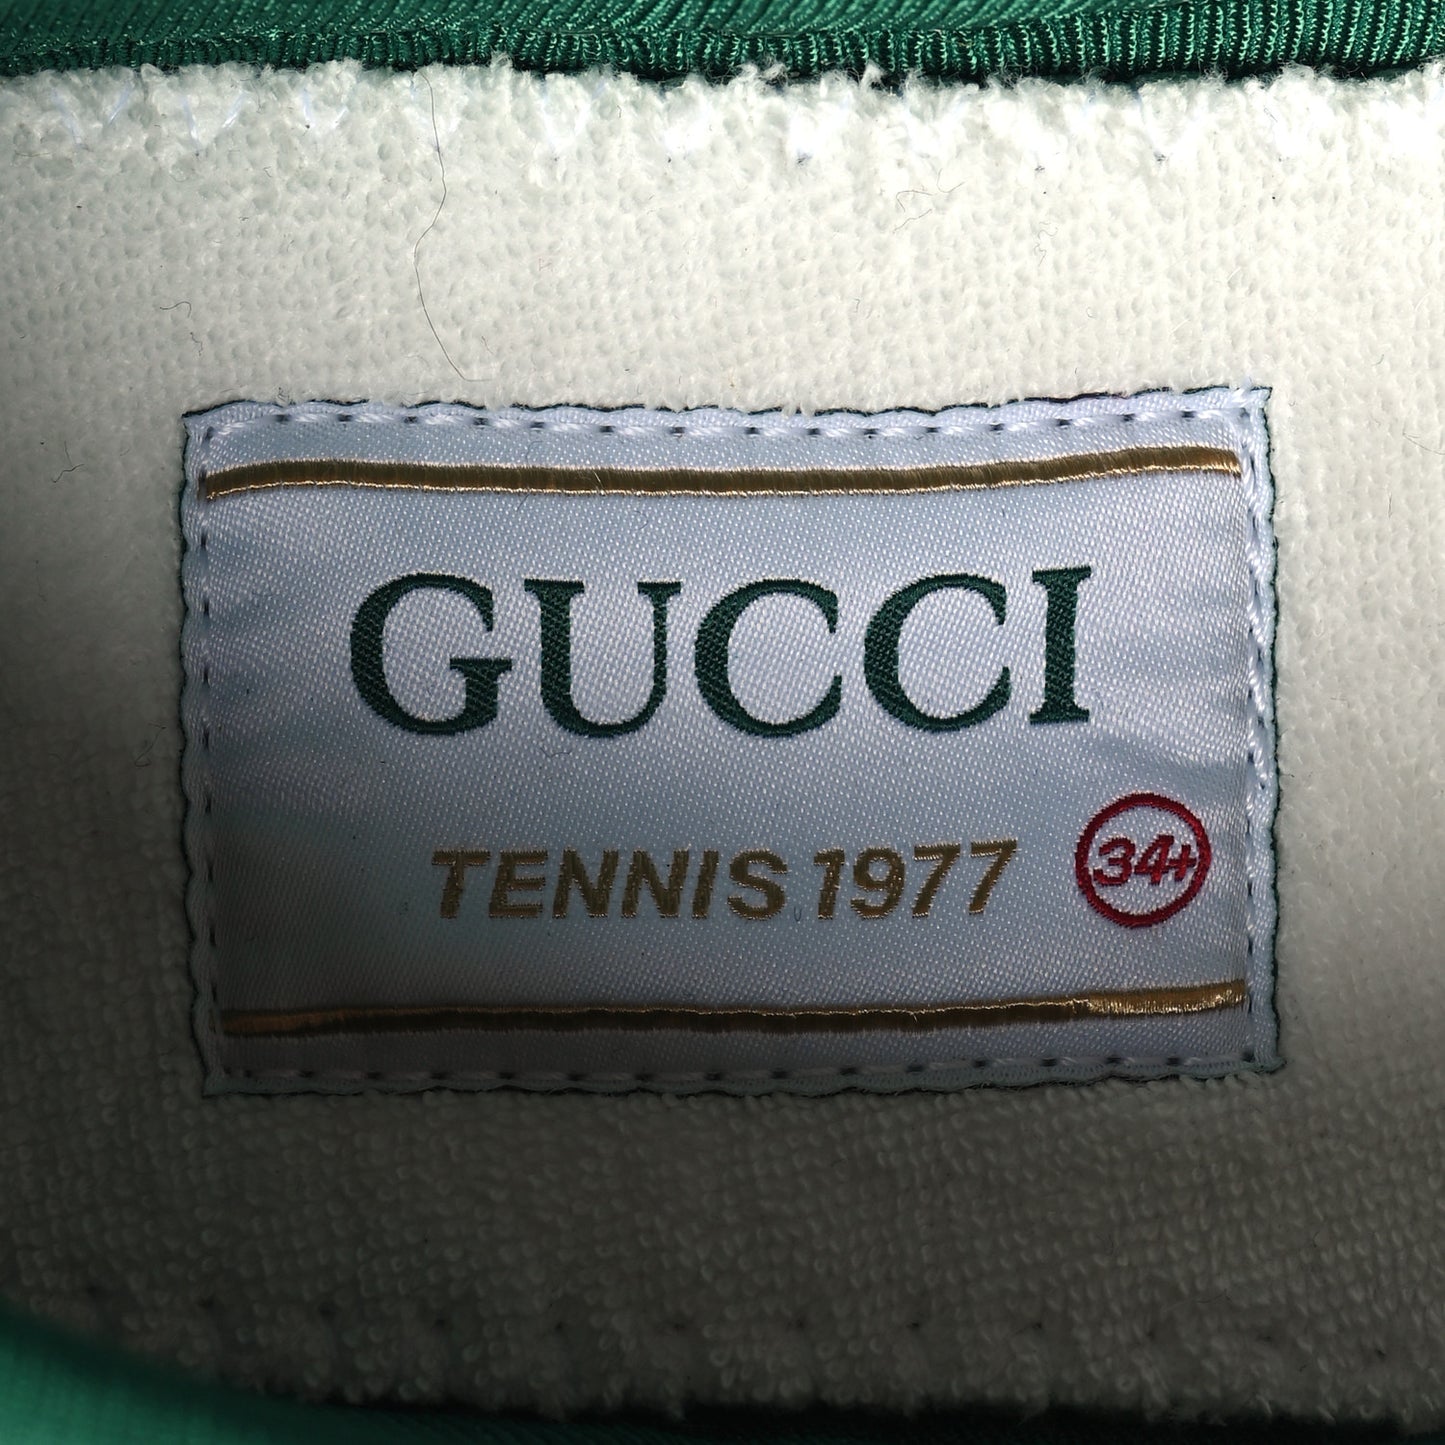 GUCCI
TENNIS 1977
34+